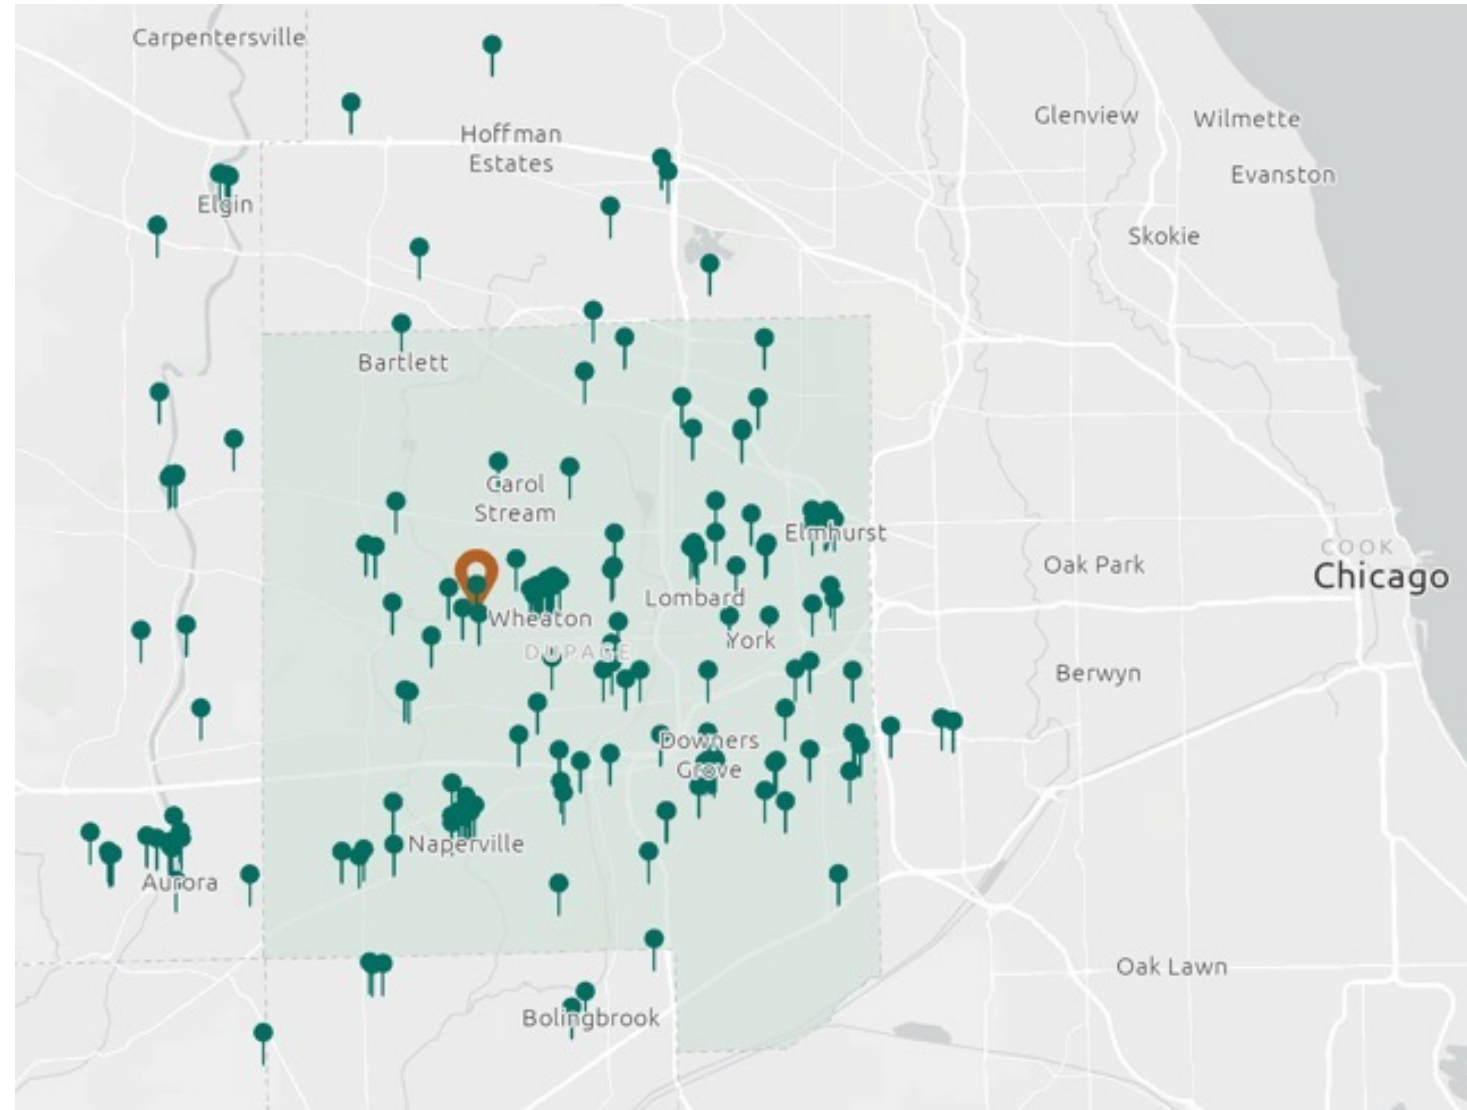 Carpentersville
Hoffman
Estates
Glenview
Wilmette
Evanston
Elgin
Skokie
Bartlett
Carol
Stream
Elmhurst
COOK
Oak Park
Chicago
Lombard
Wheaton
York
DUPAGE
Berwyn
Downers
Grove
Naperville
Aurora
Oak Lawn
Bolingbrook